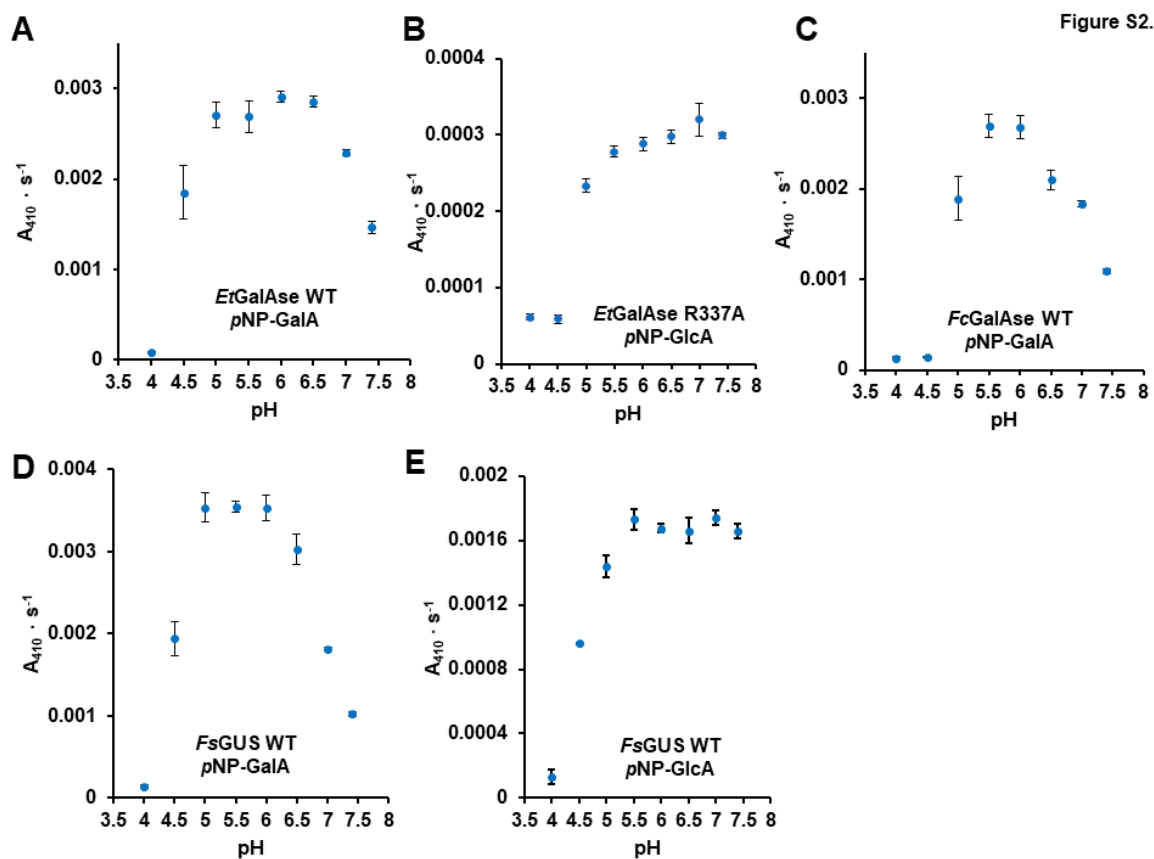 Figure S2.
A
0.003
0.002
0.001
0
A₄₁₀ · s⁻¹
EtGalAse WT
pNP-GalA
3.5 4 4.5 5 5.5 6 6.5 7 7.5 8
pH
B
0.0004
0.0003
0.0002
0.0001
0
A₄₁₀ · s⁻¹
EtGalAse R337A
pNP-GlcA
3.5 4 4.5 5 5.5 6 6.5 7 7.5 8
pH
C
0.003
0.002
0.001
0
A₄₁₀ · s⁻¹
FcGalAse WT
pNP-GalA
3.5 4 4.5 5 5.5 6 6.5 7 7.5 8
pH
D
0.004
0.003
0.002
0.001
0
A₄₁₀ · s⁻¹
FsGUS WT
pNP-GalA
3.5 4 4.5 5 5.5 6 6.5 7 7.5 8
pH
E
0.002
0.0016
0.0012
0.0008
0.0004
0
A₄₁₀ · s⁻¹
FsGUS WT
pNP-GlcA
3.5 4 4.5 5 5.5 6 6.5 7 7.5 8
pH